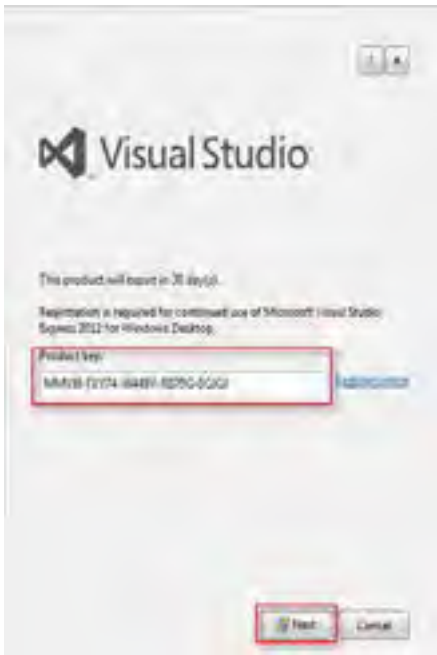 Visual Studio
This product will expire in 30 day(s).
Registration is required for continued use of Microsoft Visual Studio
Express 2012 for Windows Desktop.
Product key:
Next
Cancel